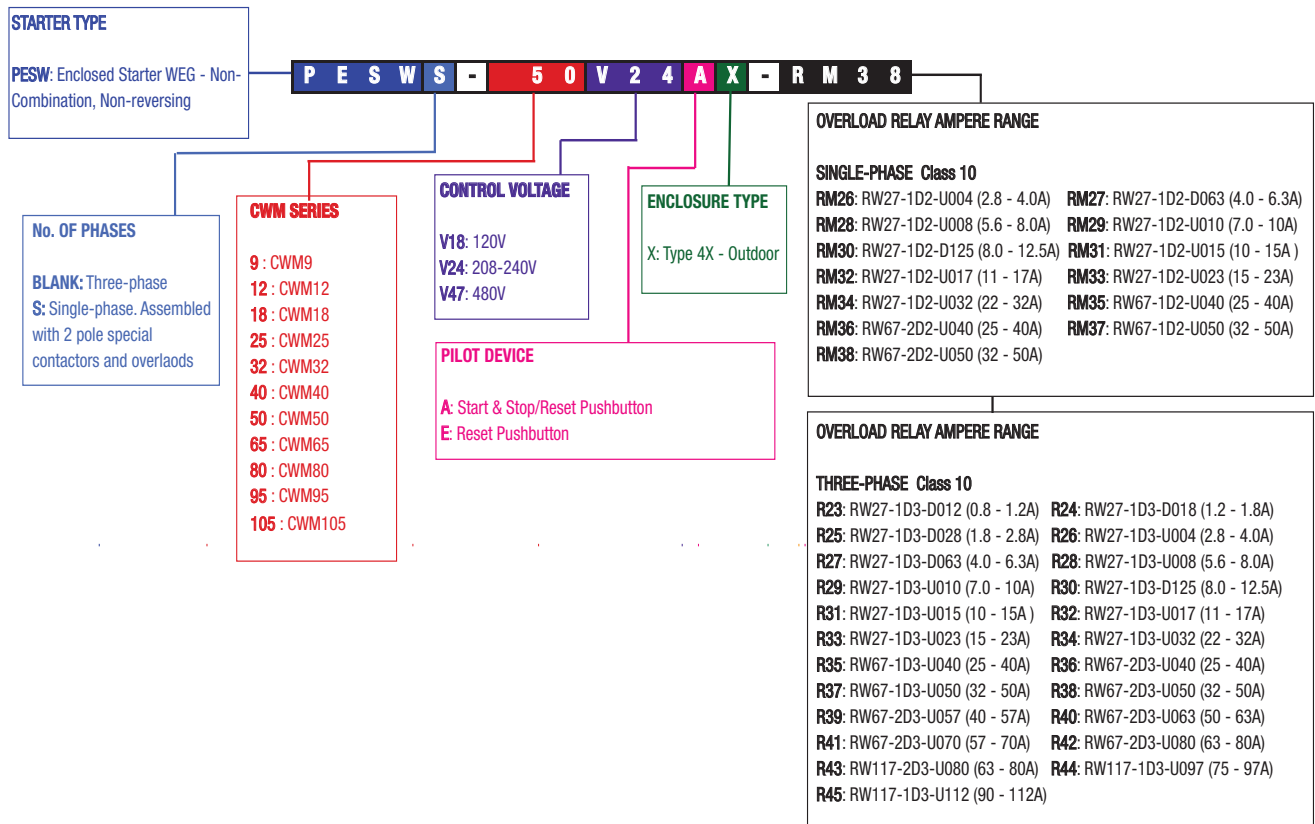 STARTER TYPE
PESW: Enclosed Starter WEG - Non-
Combination, Non-reversing
P E S W S - 5 0 V 2 4 A X - R M 3 8
No. OF PHASES
BLANK: Three-phase
S: Single-phase. Assembled
with 2 pole special
contactors and overlaods
CWM SERIES
9 : CWM9
12 : CWM12
18 : CWM18
25 : CWM25
32 : CWM32
40 : CWM40
50 : CWM50
65 : CWM65
80 : CWM80
95 : CWM95
105 : CWM105
CONTROL VOLTAGE
V18: 120V
V24: 208-240V
V47: 480V
PILOT DEVICE
A: Start & Stop/Reset Pushbutton
E: Reset Pushbutton
ENCLOSURE TYPE
X: Type 4X - Outdoor
OVERLOAD RELAY AMPERE RANGE
SINGLE-PHASE Class 10
RM26: RW27-1D2-U004 (2.8 - 4.0A) RM27: RW27-1D2-D063 (4.0 - 6.3A)
RM28: RW27-1D2-U008 (5.6 - 8.0A) RM29: RW27-1D2-U010 (7.0 - 10A)
RM30: RW27-1D2-D125 (8.0 - 12.5A) RM31: RW27-1D2-U015 (10 - 15A )
RM32: RW27-1D2-U017 (11 - 17A) RM33: RW27-1D2-U023 (15 - 23A)
RM34: RW27-1D2-U032 (22 - 32A) RM35: RW67-1D2-U040 (25 - 40A)
RM36: RW67-2D2-U040 (25 - 40A) RM37: RW67-1D2-U050 (32 - 50A)
RM38: RW67-2D2-U050 (32 - 50A)
OVERLOAD RELAY AMPERE RANGE
THREE-PHASE Class 10
R23: RW27-1D3-D012 (0.8 - 1.2A) R24: RW27-1D3-D018 (1.2 - 1.8A)
R25: RW27-1D3-D028 (1.8 - 2.8A) R26: RW27-1D3-U004 (2.8 - 4.0A)
R27: RW27-1D3-D063 (4.0 - 6.3A) R28: RW27-1D3-U008 (5.6 - 8.0A)
R29: RW27-1D3-U010 (7.0 - 10A) R30: RW27-1D3-D125 (8.0 - 12.5A)
R31: RW27-1D3-U015 (10 - 15A ) R32: RW27-1D3-U017 (11 - 17A)
R33: RW27-1D3-U023 (15 - 23A) R34: RW27-1D3-U032 (22 - 32A)
R35: RW67-1D3-U040 (25 - 40A) R36: RW67-2D3-U040 (25 - 40A)
R37: RW67-1D3-U050 (32 - 50A) R38: RW67-2D3-U050 (32 - 50A)
R39: RW67-2D3-U057 (40 - 57A) R40: RW67-2D3-U063 (50 - 63A)
R41: RW67-2D3-U070 (57 - 70A) R42: RW67-2D3-U080 (63 - 80A)
R43: RW117-2D3-U080 (63 - 80A) R44: RW117-1D3-U097 (75 - 97A)
R45: RW117-1D3-U112 (90 - 112A)